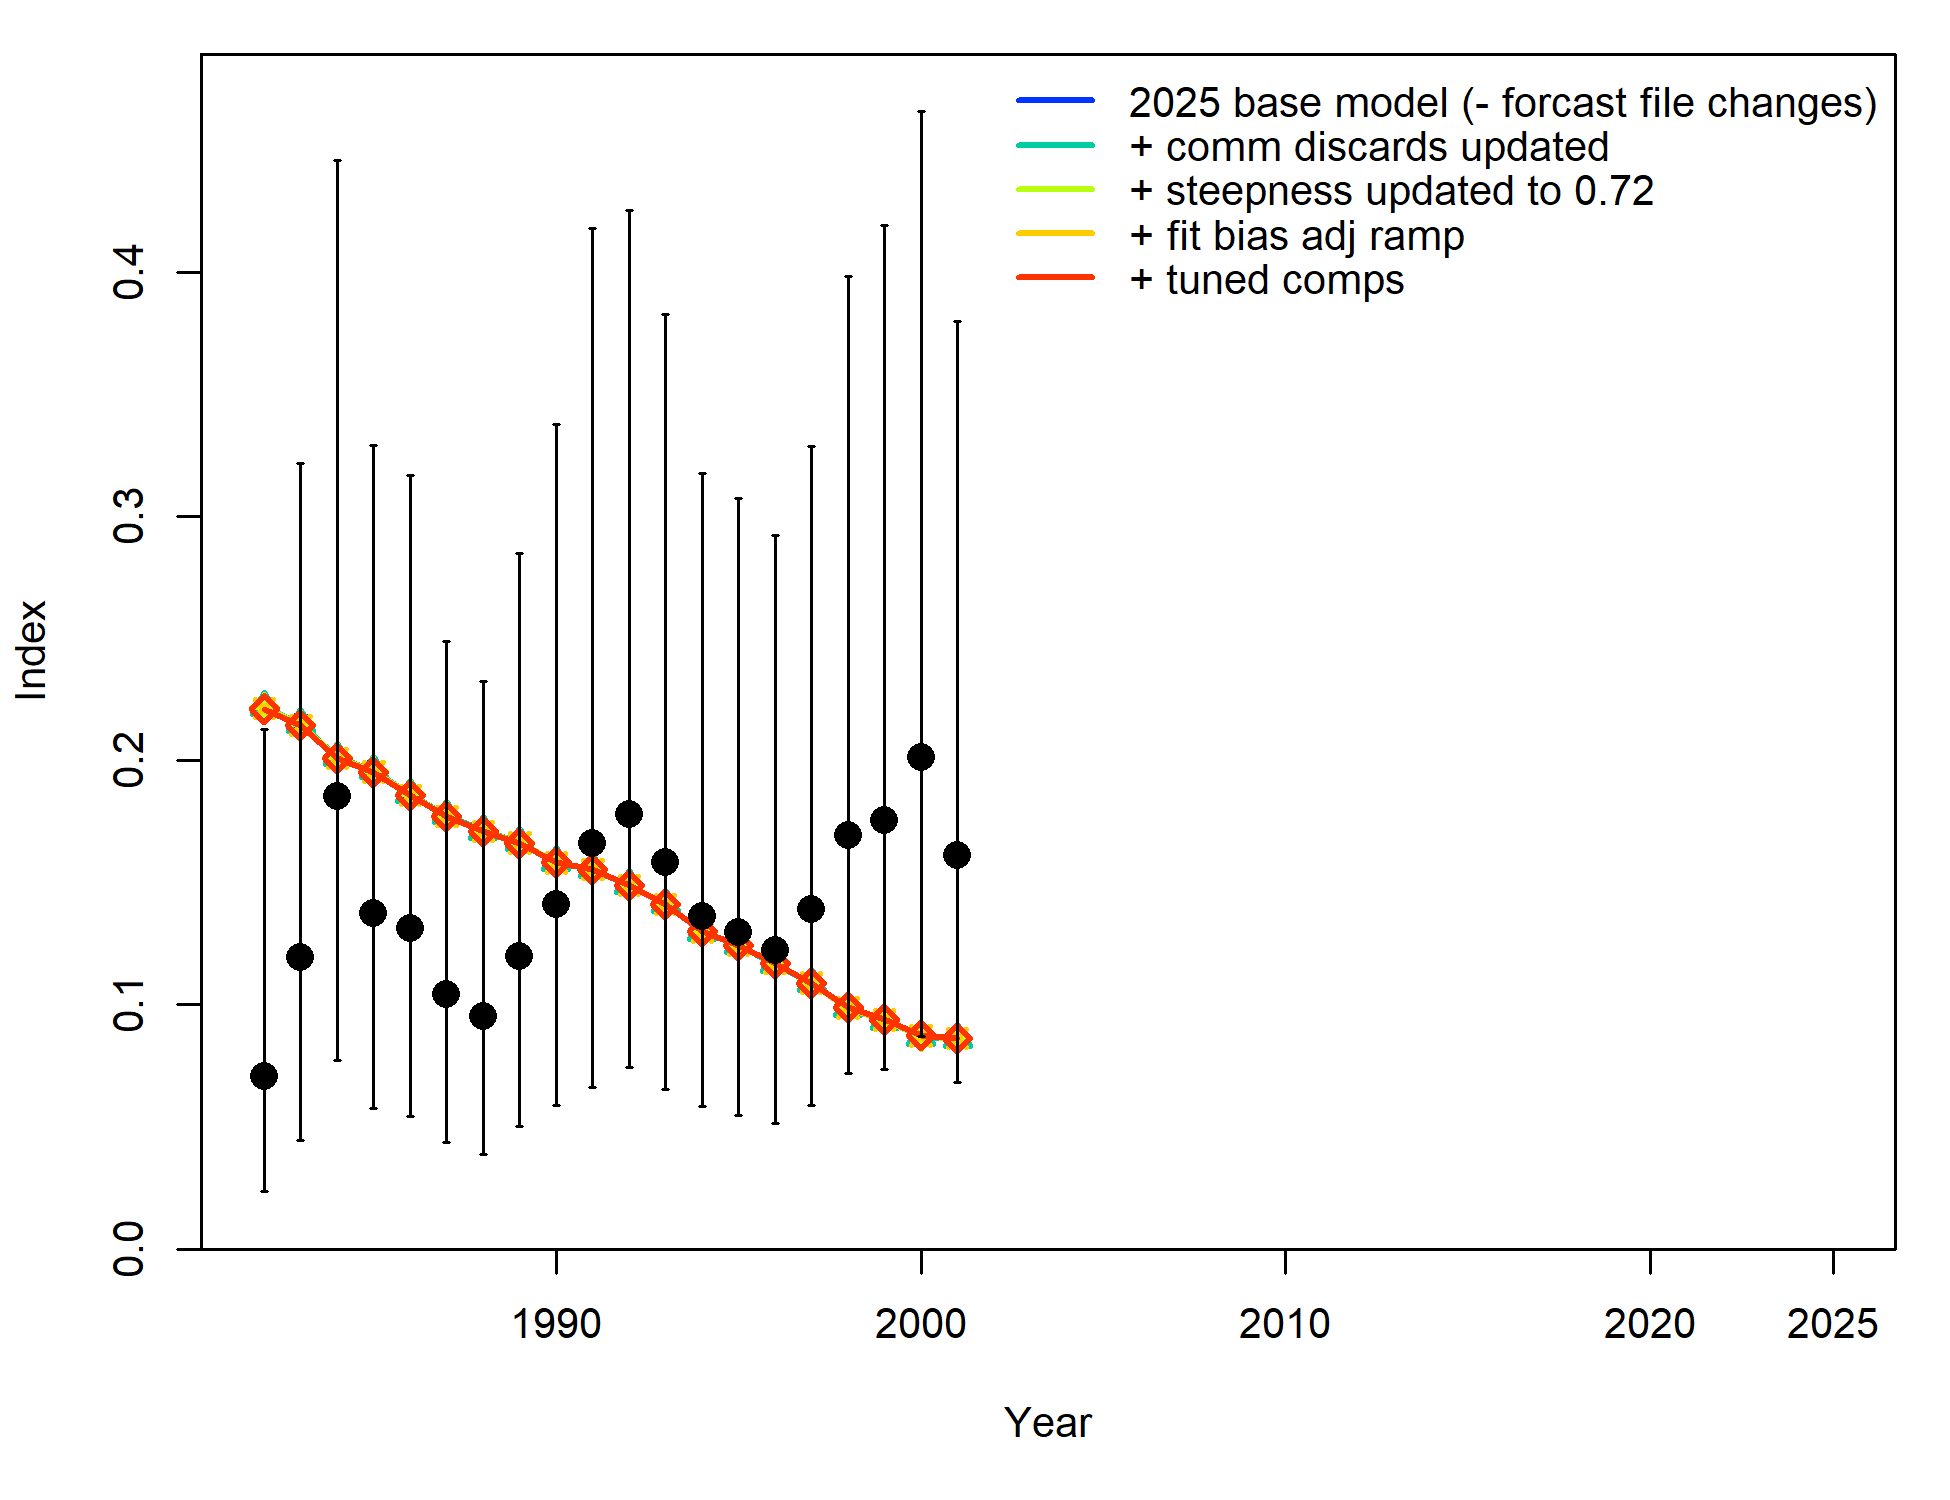 2025 base model (- forcast file changes)
+ comm discards updated
+ steepness updated to 0.72
+ fit bias adj ramp
+ tuned comps
0.4
0.3
0.2
0.1
0.0
Index
1990 2000 2010 2020 2025
Year